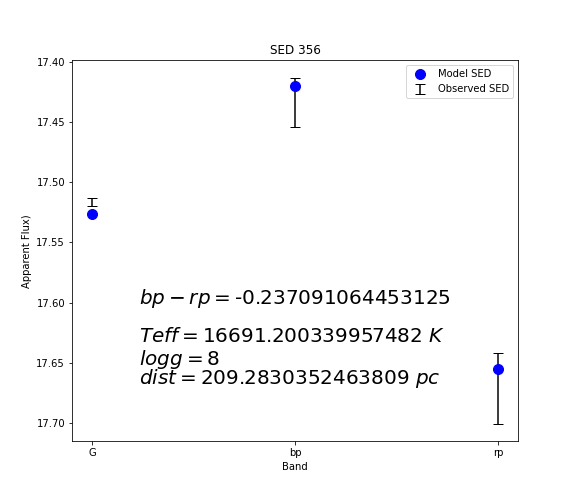 SED 356
Model SED
Observed SED
17.40
17.45
17.50
17.55
17.60
17.65
17.70
Apparent Flux)
bp − rp = -0.237091064453125
Teff = 16691.200339957482 K
logg = 8
dist = 209.2830352463809 pc
G bp rp
Band